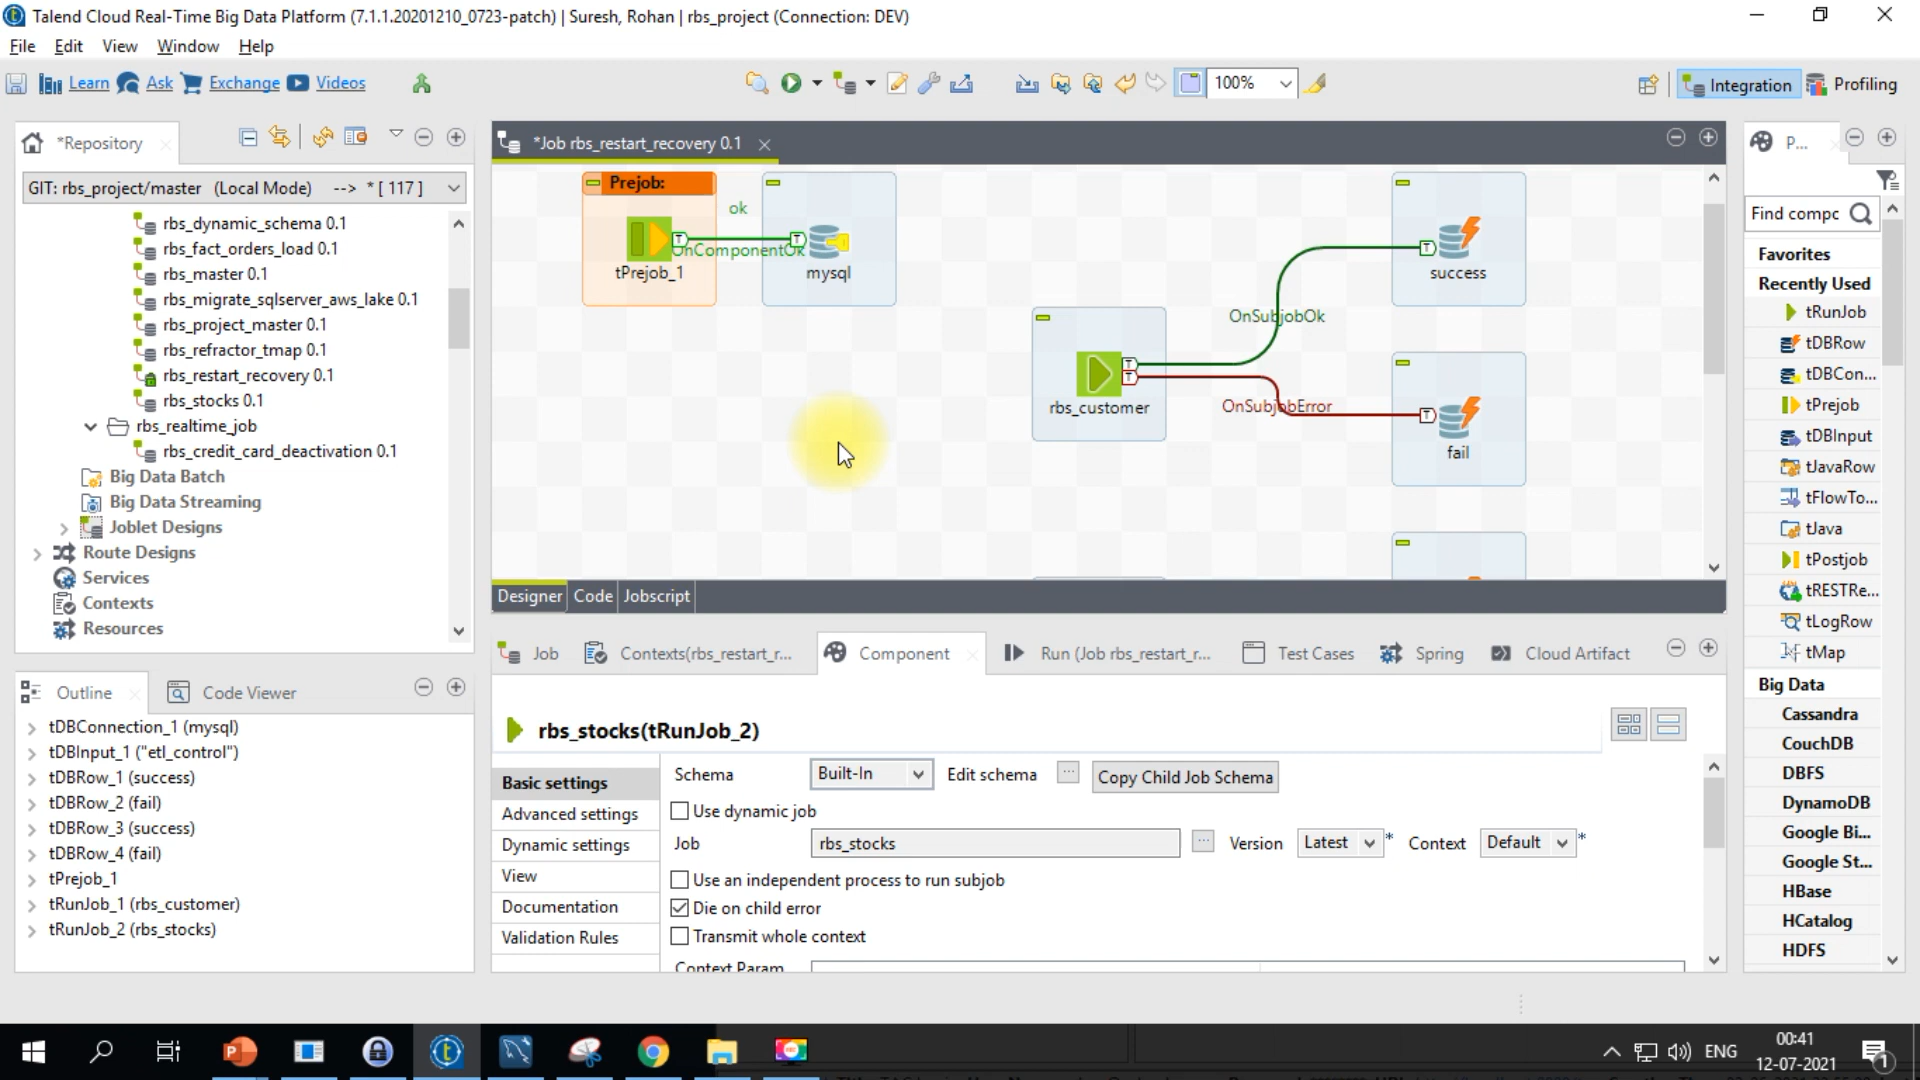 Talend Cloud Real-Time Big Data Platform (7.1.1.20201210_0723-patch) | Suresh, Rohan | rbs_project (Connection: DEV)
File Edit View Window Help
Learn Ask Exchange Videos 100% Integration Profiling
*Repository
GIT: rbs_project/master (Local Mode) --> * [ 117 ]
rbs_dynamic_schema 0.1
rbs_fact_orders_load 0.1
rbs_master 0.1
rbs_migrate_sqlserver_aws_lake 0.1
rbs_project_master 0.1
rbs_refractor_tmap 0.1
rbs_restart_recovery 0.1
rbs_stocks 0.1
rbs_realtime_job
rbs_credit_card_deactivation 0.1
Big Data Batch
Big Data Streaming
Joblet Designs
Route Designs
Services
Contexts
Resources
Outline Code Viewer
tDBConnection_1 (mysql)
tDBInput_1 ("etl_control")
tDBRow_1 (success)
tDBRow_2 (fail)
tDBRow_3 (success)
tDBRow_4 (fail)
tPrejob_1
tRunJob_1 (rbs_customer)
tRunJob_2 (rbs_stocks)
*Job rbs_restart_recovery 0.1
Prejob:
ok
OnComponentOk
tPrejob_1
mysql
success
OnSubjobOk
rbs_customer
OnSubjobError
fail
Designer Code Jobscript
Job Contexts(rbs_restart_r... Component Run (Job rbs_restart_r... Test Cases Spring Cloud Artifact
rbs_stocks(tRunJob_2)
Basic settings
Advanced settings
Dynamic settings
View
Documentation
Validation Rules
Schema Built-In Edit schema ... Copy Child Job Schema
Use dynamic job
Job rbs_stocks ... Version Latest * Context Default *
Use an independent process to run subjob
Die on child error
Transmit whole context
Context Param
P...
Find compc
Favorites
Recently Used
tRunJob
tDBRow
tDBCon...
tPrejob
tDBInput
tJavaRow
tFlowTo...
tJava
tPostjob
tRESTRe...
tLogRow
tMap
Big Data
Cassandra
CouchDB
DBFS
DynamoDB
Google Bi...
Google St...
HBase
HCatalog
HDFS
ENG
00:41
12-07-2021
1